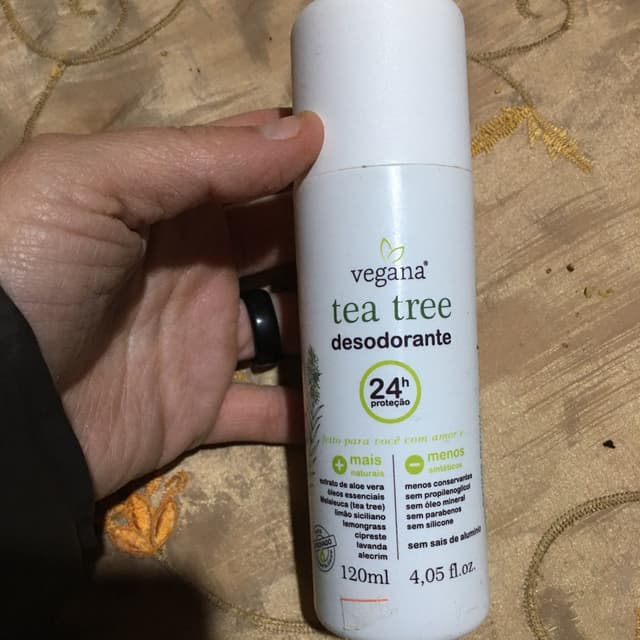 vegana®
tea tree
desodorante
24h
proteção
feito para você com amor e
+ mais
naturais
extrato de aloe vera
óleos essenciais
Melaleuca (tea tree)
limão siciliano
lemongrass
cipreste
lavanda
alecrim
- menos
sintéticos
menos conservantes
sem propilenoglicol
sem óleo mineral
sem parabenos
sem silicone
sem sais de alumínio
120ml 4,05 fl.oz.